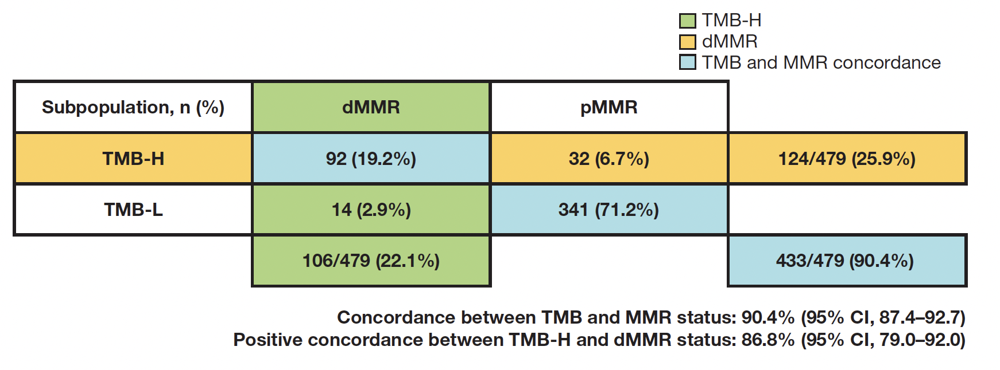 TMB-H
dMMR
TMB and MMR concordance
Subpopulation, n (%) dMMR pMMR
TMB-H 92 (19.2%) 32 (6.7%) 124/479 (25.9%)
TMB-L 14 (2.9%) 341 (71.2%)
106/479 (22.1%) 433/479 (90.4%)
Concordance between TMB and MMR status: 90.4% (95% CI, 87.4–92.7)
Positive concordance between TMB-H and dMMR status: 86.8% (95% CI, 79.0–92.0)